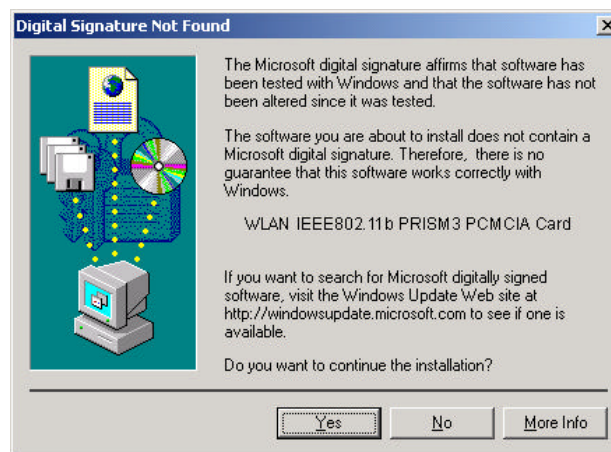 Digital Signature Not Found
The Microsoft digital signature affirms that software has
been tested with Windows and that the software has not
been altered since it was tested.
The software you are about to install does not contain a
Microsoft digital signature. Therefore, there is no
guarantee that this software works correctly with
Windows.
WLAN IEEE802.11b PRISM3 PCMCIA Card
If you want to search for Microsoft digitally signed
software, visit the Windows Update Web site at
http://windowsupdate.microsoft.com to see if one is
available.
Do you want to continue the installation?
Yes No More Info